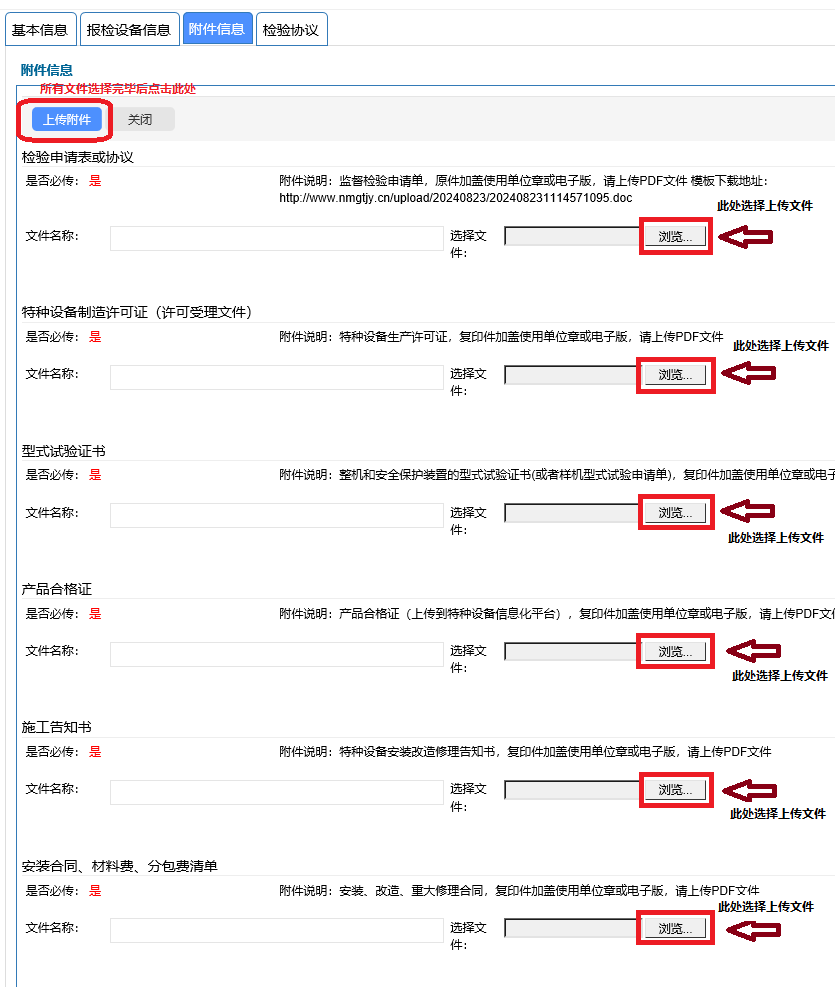 基本信息 报检设备信息 附件信息 检验协议
附件信息
所有文件选择完毕后点击此处
上传附件 关闭
检验申请表或协议
是否必传: 是 附件说明: 监督检验申请单，原件加盖使用单位章或电子版，请上传PDF文件 模板下载地址:
http://www.nmgtjy.cn/upload/20240823/202408231114571095.doc
此处选择上传文件
文件名称: 选择文件: 浏览...
特种设备制造许可证（许可受理文件）
是否必传: 是 附件说明: 特种设备生产许可证，复印件加盖使用单位章或电子版，请上传PDF文件
此处选择上传文件
文件名称: 选择文件: 浏览...
型式试验证书
是否必传: 是 附件说明: 整机和安全保护装置的型式试验证书(或者样机型式试验申请单)，复印件加盖使用单位章或电子
文件名称: 选择文件: 浏览...
此处选择上传文件
产品合格证
是否必传: 是 附件说明: 产品合格证（上传到特种设备信息化平台），复印件加盖使用单位章或电子版，请上传PDF文件
文件名称: 选择文件: 浏览...
此处选择上传文件
施工告知书
是否必传: 是 附件说明: 特种设备安装改造修理告知书，复印件加盖使用单位章或电子版，请上传PDF文件
文件名称: 选择文件: 浏览...
此处选择上传文件
安装合同、材料费、分包费清单
是否必传: 是 附件说明: 安装、改造、重大修理合同，复印件加盖使用单位章或电子版，请上传PDF文件
此处选择上传文件
文件名称: 选择文件: 浏览...